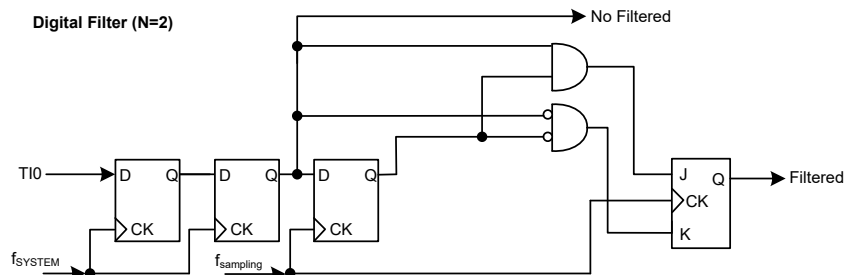 Digital Filter (N=2)
No Filtered
TI0
D Q
CK
D Q
CK
D Q
CK
J Q
CK
K
Filtered
fSYSTEM
fsampling